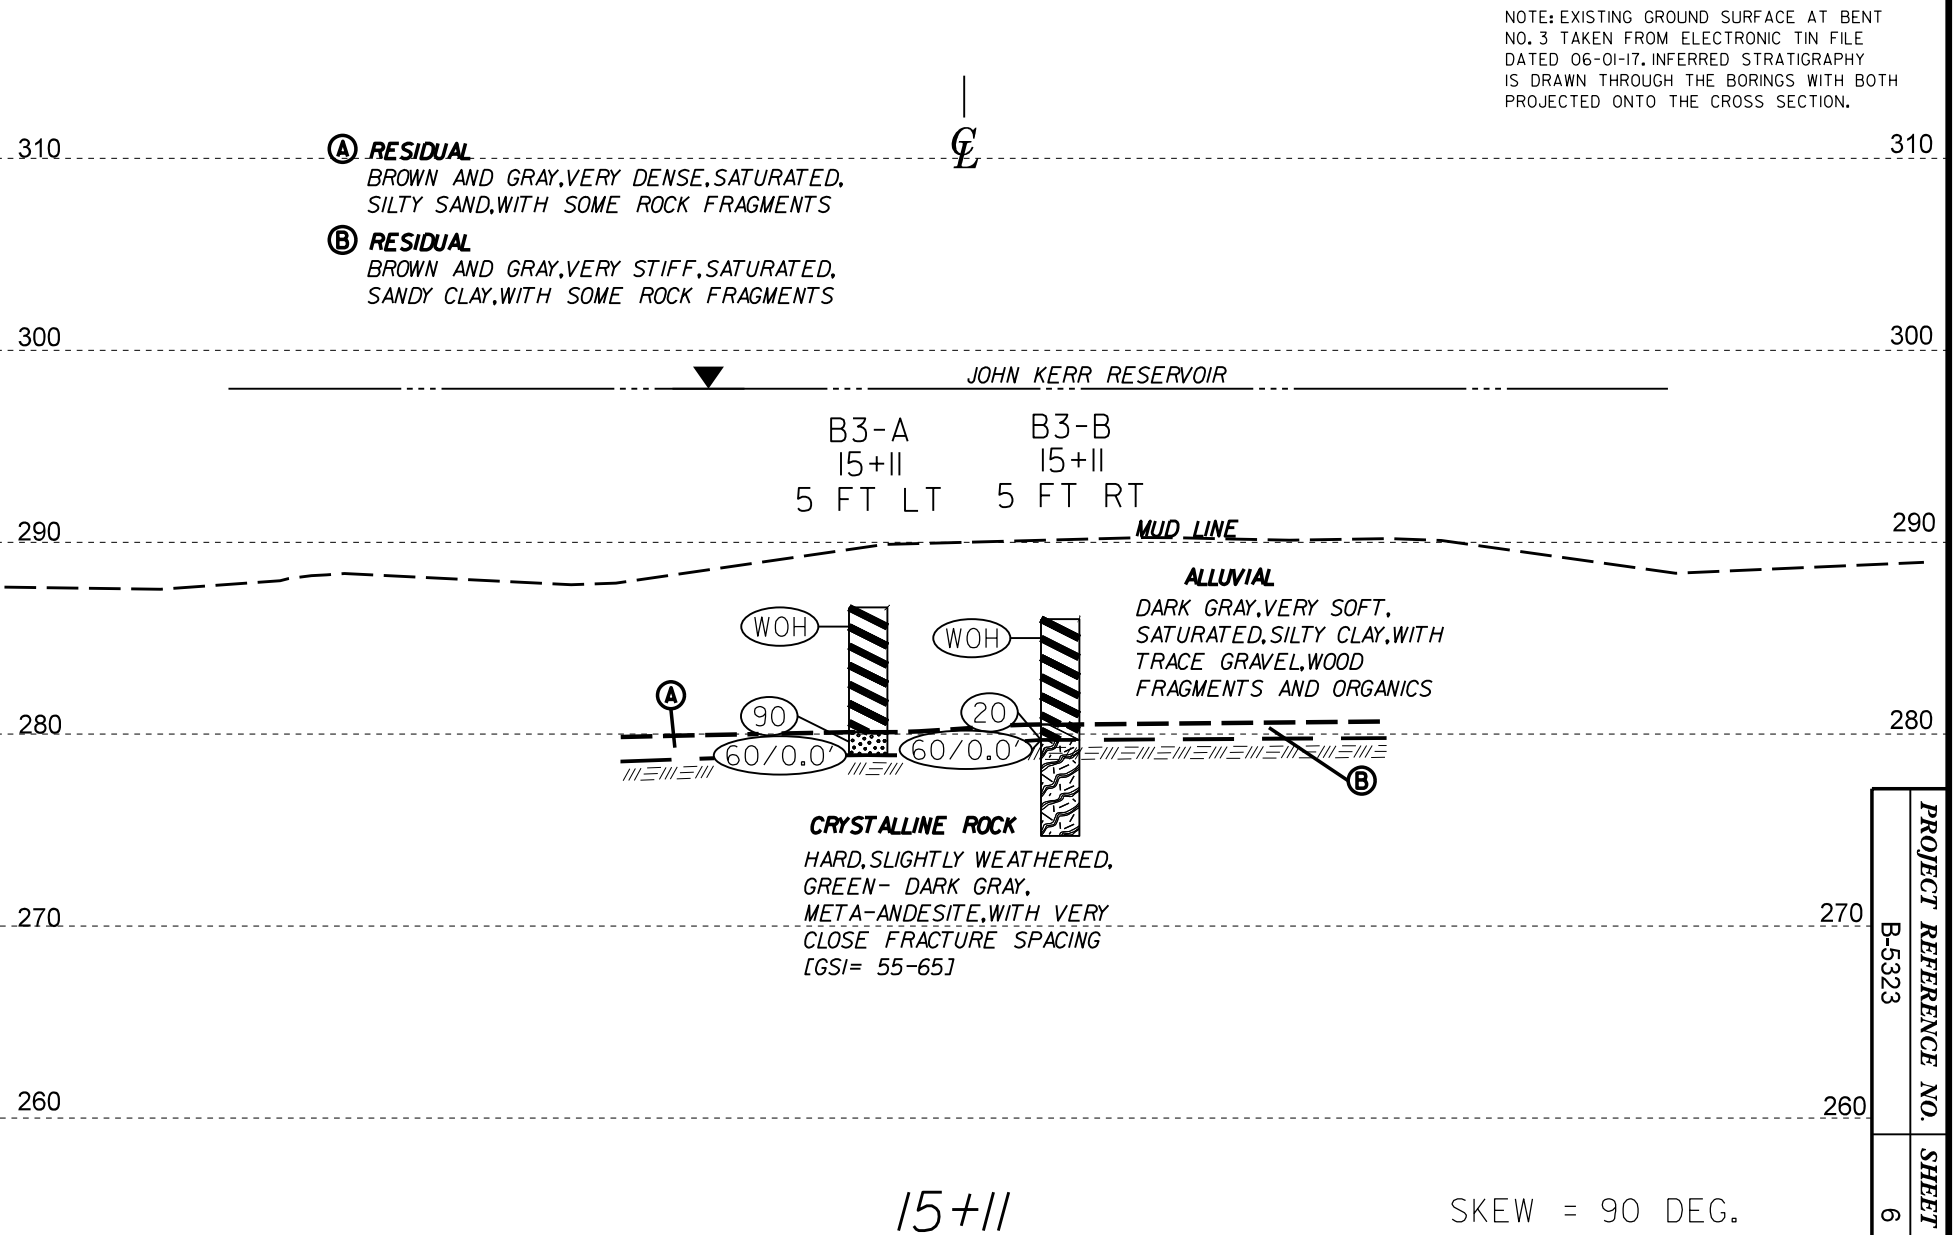 NOTE: EXISTING GROUND SURFACE AT BENT
NO. 3 TAKEN FROM ELECTRONIC TIN FILE
DATED 06-01-17. INFERRED STRATIGRAPHY
IS DRAWN THROUGH THE BORINGS WITH BOTH
PROJECTED ONTO THE CROSS SECTION.
℄
310
310
A RESIDUAL
BROWN AND GRAY, VERY DENSE, SATURATED,
SILTY SAND, WITH SOME ROCK FRAGMENTS
B RESIDUAL
BROWN AND GRAY, VERY STIFF, SATURATED,
SANDY CLAY, WITH SOME ROCK FRAGMENTS
300
300
JOHN KERR RESERVOIR
B3-A
15+11
5 FT LT
B3-B
15+11
5 FT RT
290
290
MUD LINE
ALLUVIAL
DARK GRAY, VERY SOFT,
SATURATED, SILTY CLAY, WITH
TRACE GRAVEL, WOOD
FRAGMENTS AND ORGANICS
WOH
WOH
A
90
20
280
280
60/0.0'
60/0.0'
B
CRYSTALLINE ROCK
HARD, SLIGHTLY WEATHERED,
GREEN- DARK GRAY,
META-ANDESITE, WITH VERY
CLOSE FRACTURE SPACING
[GSI= 55-65]
270
270
260
260
15+11
SKEW = 90 DEG.
PROJECT REFERENCE NO.
SHEET
B-5323
6